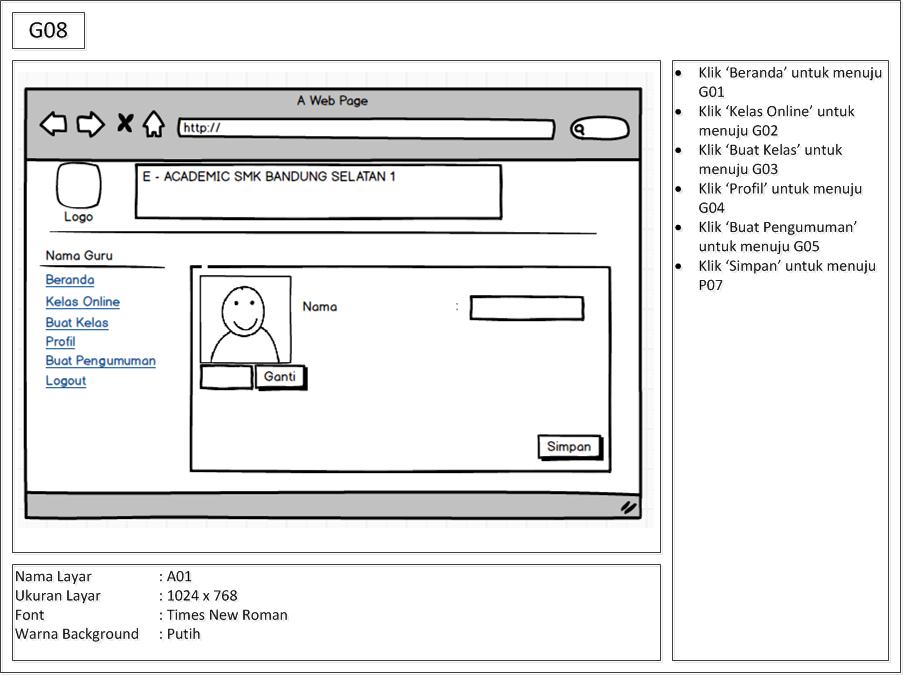 G08
A Web Page
http://
E - ACADEMIC SMK BANDUNG SELATAN 1
Logo
Nama Guru
Beranda
Kelas Online
Buat Kelas
Profil
Buat Pengumuman
Logout
Nama :
Ganti
Simpan
• Klik ‘Beranda’ untuk menuju
G01
• Klik ‘Kelas Online’ untuk
menuju G02
• Klik ‘Buat Kelas’ untuk
menuju G03
• Klik ‘Profil’ untuk menuju
G04
• Klik ‘Buat Pengumuman’
untuk menuju G05
• Klik ‘Simpan’ untuk menuju
P07
Nama Layar : A01
Ukuran Layar : 1024 x 768
Font : Times New Roman
Warna Background : Putih